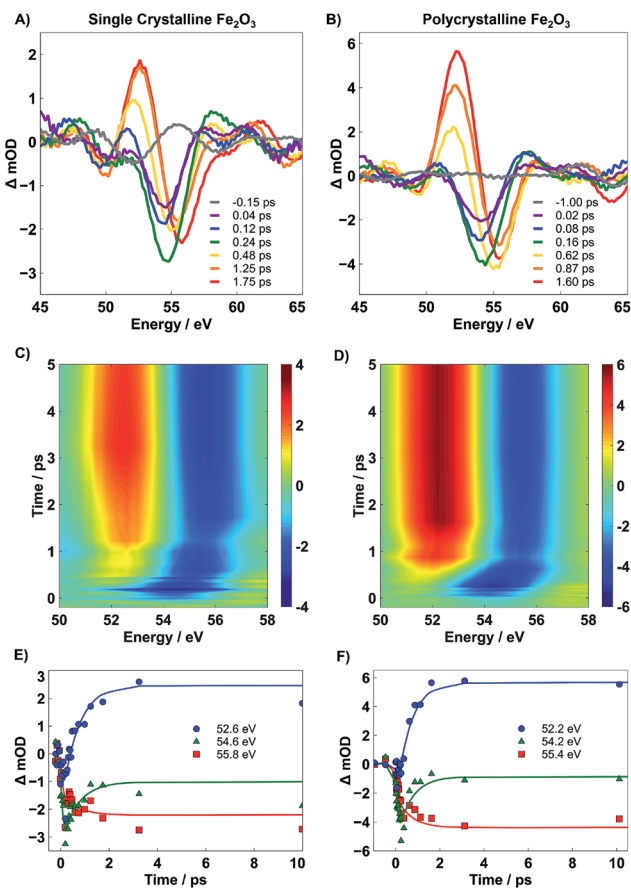 A) Single Crystalline Fe₂O₃
Δ mOD
2
1
0
−1
−2
−3
-0.15 ps
0.04 ps
0.12 ps
0.24 ps
0.48 ps
1.25 ps
1.75 ps
45 50 55 60 65
Energy / eV
B) Polycrystalline Fe₂O₃
Δ mOD
6
4
2
0
−2
−4
-1.00 ps
0.02 ps
0.08 ps
0.16 ps
0.62 ps
0.87 ps
1.60 ps
45 50 55 60 65
Energy / eV
C)
Time / ps
5
4
3
2
1
0
50 52 54 56 58
Energy / eV
4
2
0
-2
-4
D)
Time / ps
5
4
3
2
1
0
50 52 54 56 58
Energy / eV
6
4
2
0
-2
-4
-6
E)
Δ mOD
3
2
1
0
−1
−2
−3
52.6 eV
54.6 eV
55.8 eV
0 2 4 6 8 10
Time / ps
F)
Δ mOD
6
4
2
0
−2
−4
−6
52.2 eV
54.2 eV
55.4 eV
0 2 4 6 8 10
Time / ps